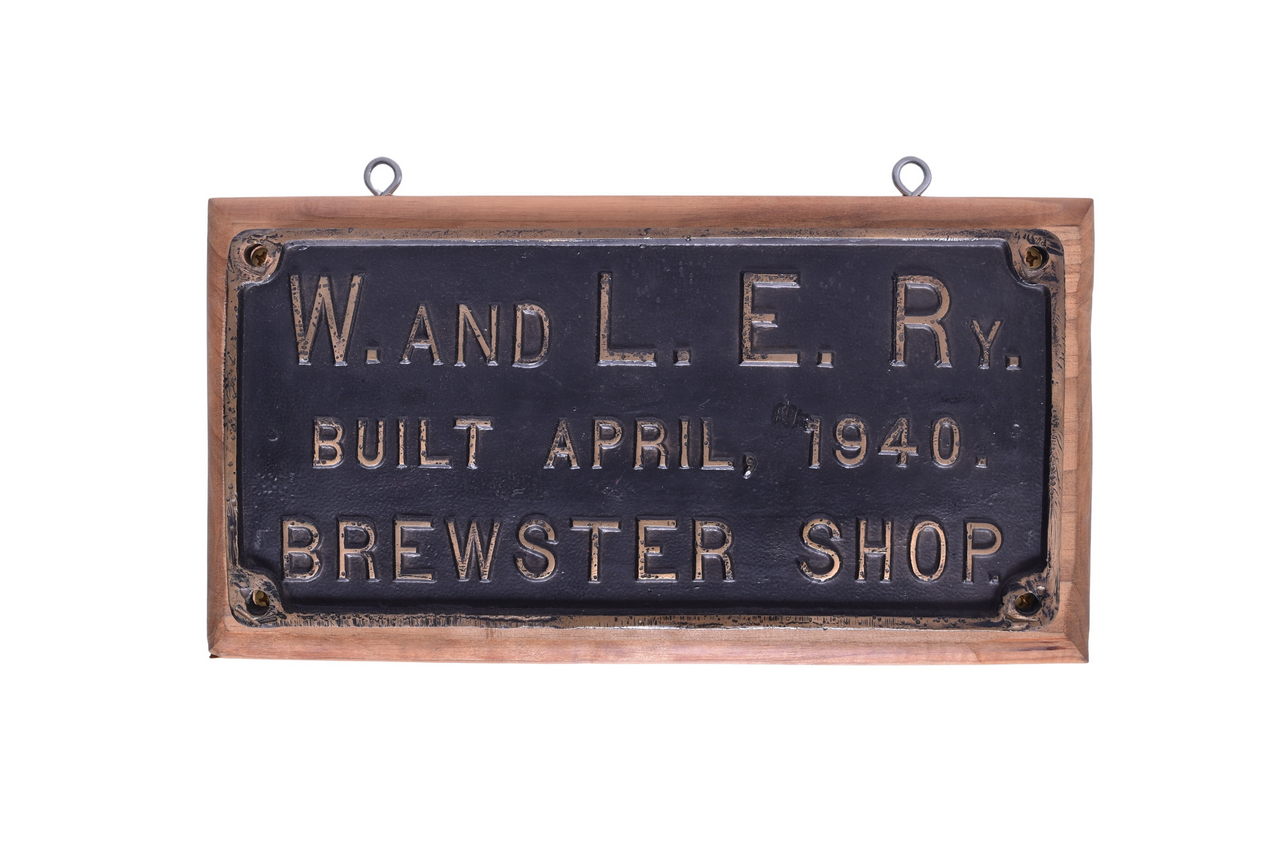 W. AND L. E. RY.
BUILT APRIL, 1940.
BREWSTER SHOP.